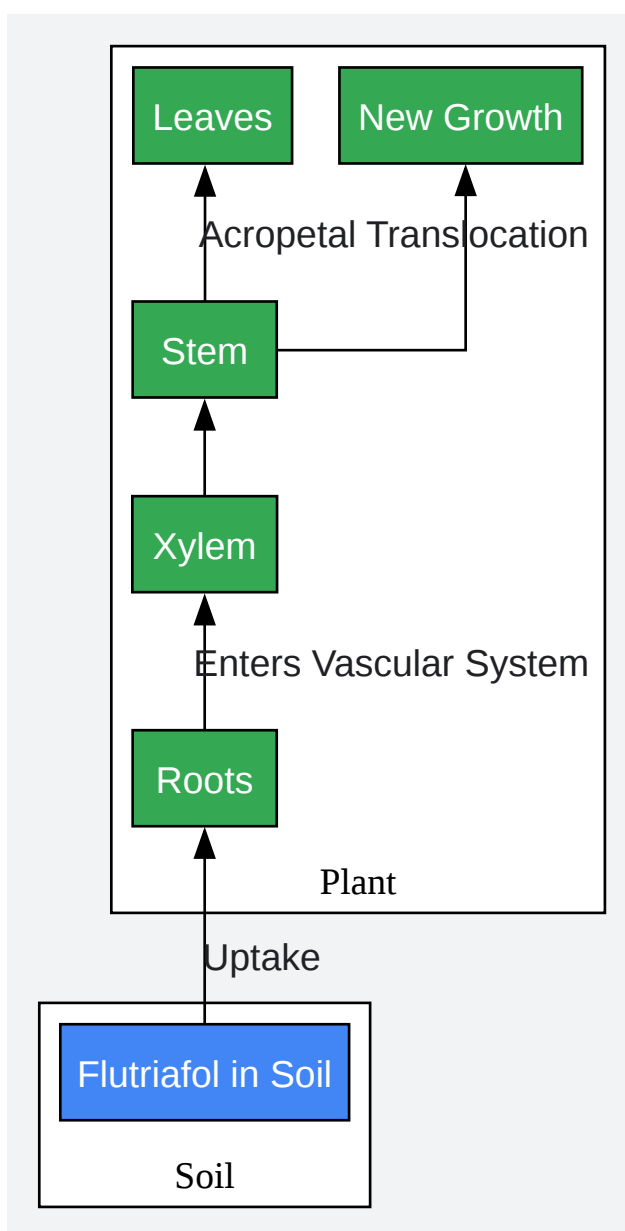 Leaves
New Growth
Acropetal Translocation
Stem
Xylem
Enters Vascular System
Roots
Plant
Uptake
Flutriafol in Soil
Soil